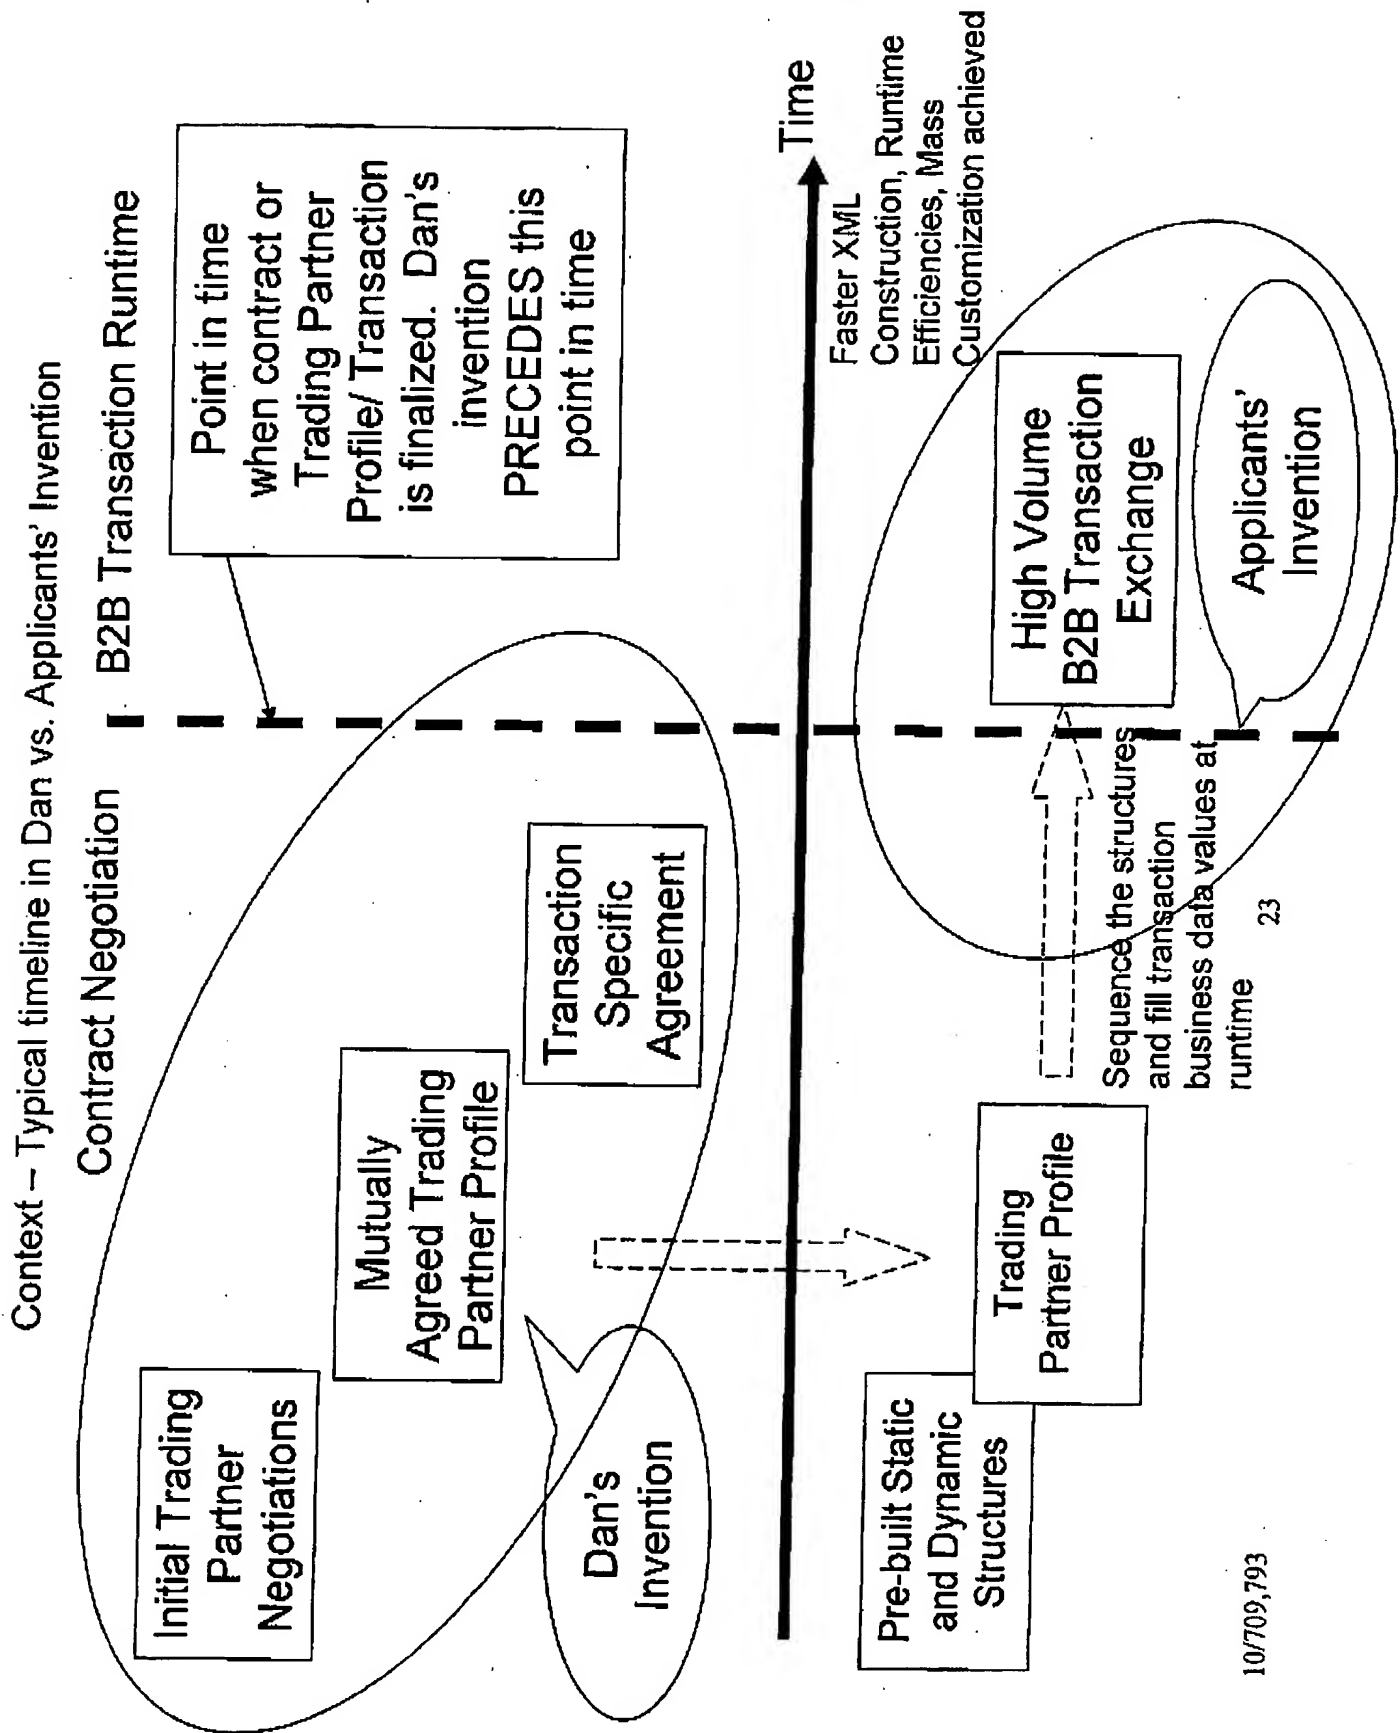 Context – Typical timeline in Dan vs. Applicants' Invention
Contract Negotiation
B2B Transaction Runtime
Initial Trading
Partner
Negotiations
Mutually
Agreed Trading
Partner Profile
Transaction
Specific
Agreement
Point in time
when contract or
Trading Partner
Profile/ Transaction
is finalized. Dan's
invention
PRECEDES this
point in time
Dan's
Invention
Time
Pre-built Static
and Dynamic
Structures
Trading
Partner Profile
Sequence the structures
and fill transaction
business data values at
runtime
High Volume
B2B Transaction
Exchange
Faster XML
Construction, Runtime
Efficiencies, Mass
Customization achieved
Applicants'
Invention
10/709,793
23